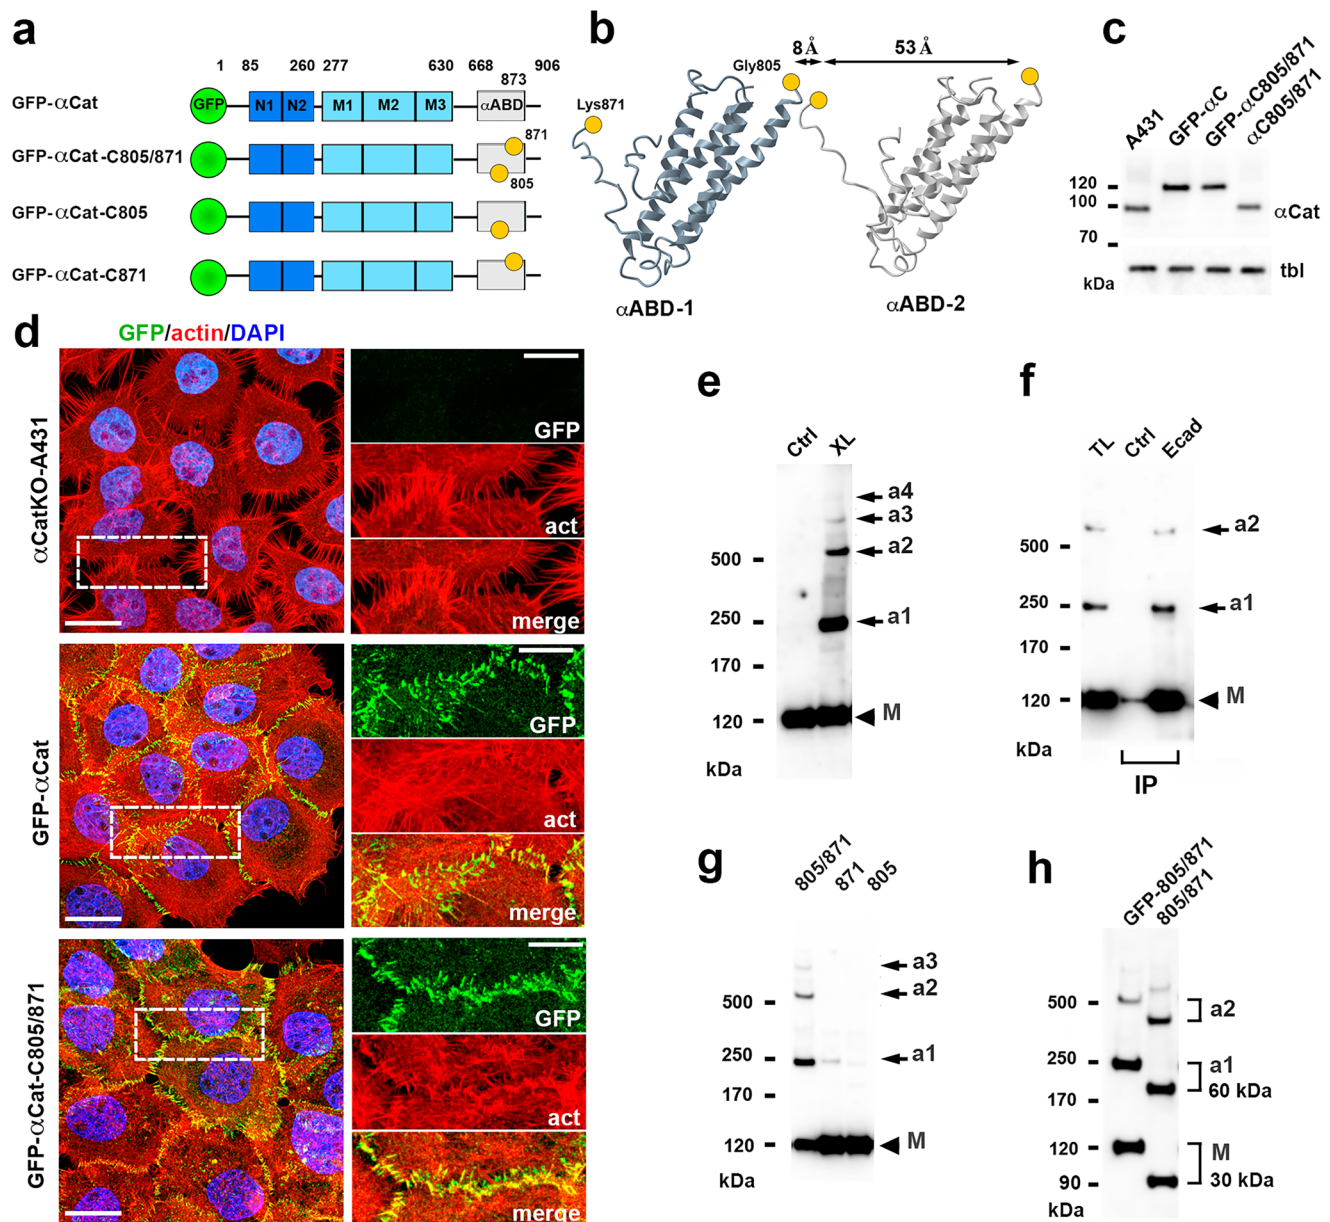 a
1 85 260 277 630 668 873 906
GFP-αCat
GFP N1 N2 M1 M2 M3 αABD
GFP-αCat-C805/871
871
805
GFP-αCat-C805
GFP-αCat-C871
b
8Å 53 Å
Gly805
Lys871
αABD-1
αABD-2
c
A431 GFP-αC GFP-αC805/871 αC805/871
120
100
70
kDa
αCat
tbl
d
GFP/actin/DAPI
αCatKO-A431
GFP
act
merge
GFP-αCat
GFP
act
merge
GFP-αCat-C805/871
GFP
act
merge
e
Ctrl XL
a4
a3
a2
a1
M
500
250
170
120
kDa
f
TL Ctrl Ecad
a2
a1
M
500
250
170
120
kDa
IP
g
805/871 871 805
a3
a2
a1
M
500
250
170
120
kDa
h
GFP-805/871 805/871
500
250
170
120
90
kDa
a2
a1
60 kDa
M
30 kDa